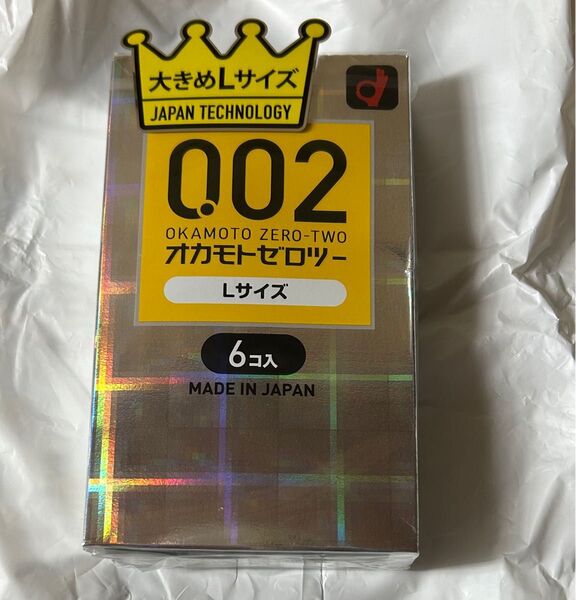 大きめLサイズ
JAPAN TECHNOLOGY
0.02
OKAMOTO ZERO-TWO
オカモトゼロツー
Lサイズ
6コ入
MADE IN JAPAN